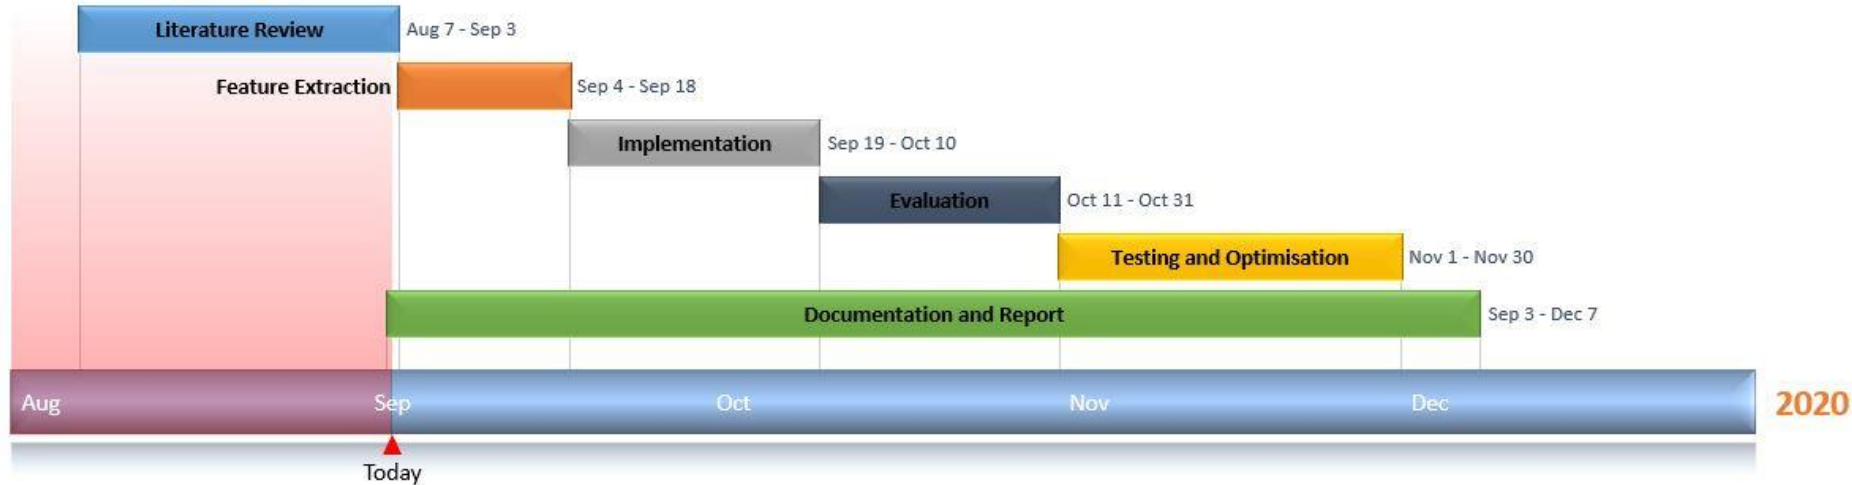 Literature Review Aug 7 - Sep 3
Feature Extraction Sep 4 - Sep 18
Implementation Sep 19 - Oct 10
Evaluation Oct 11 - Oct 31
Testing and Optimisation Nov 1 - Nov 30
Documentation and Report Sep 3 - Dec 7
Aug Sep Oct Nov Dec 2020
Today